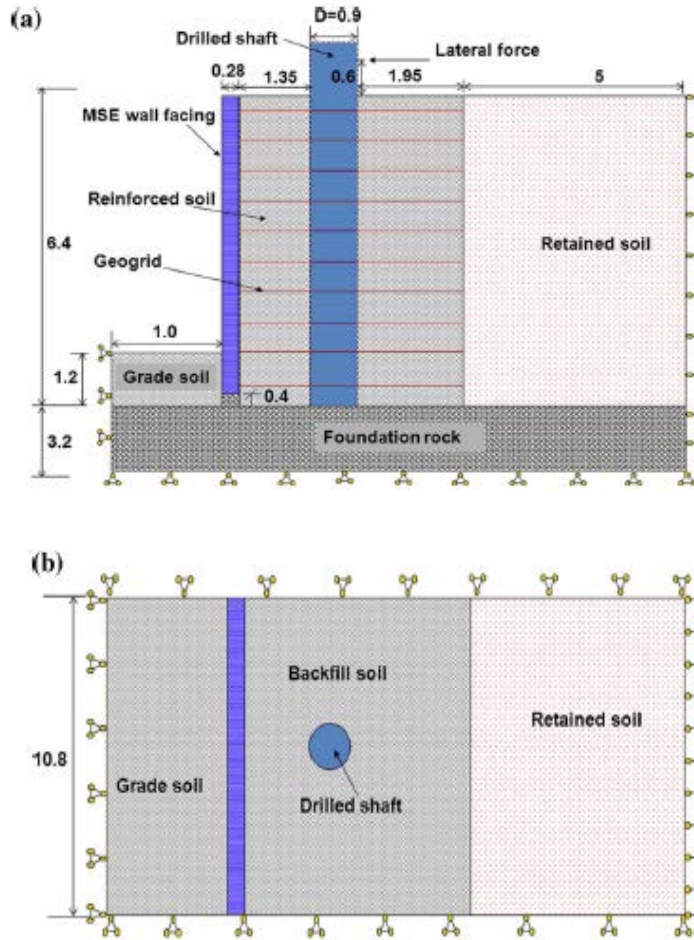 (a)
D=0.9
Drilled shaft
Lateral force
0.28
1.35
0.6
1.95
5
MSE wall facing
Reinforced soil
6.4
Retained soil
Geogrid
1.0
1.2
Grade soil
0.4
3.2
Foundation rock
(b)
Backfill soil
Retained soil
10.8
Grade soil
Drilled shaft